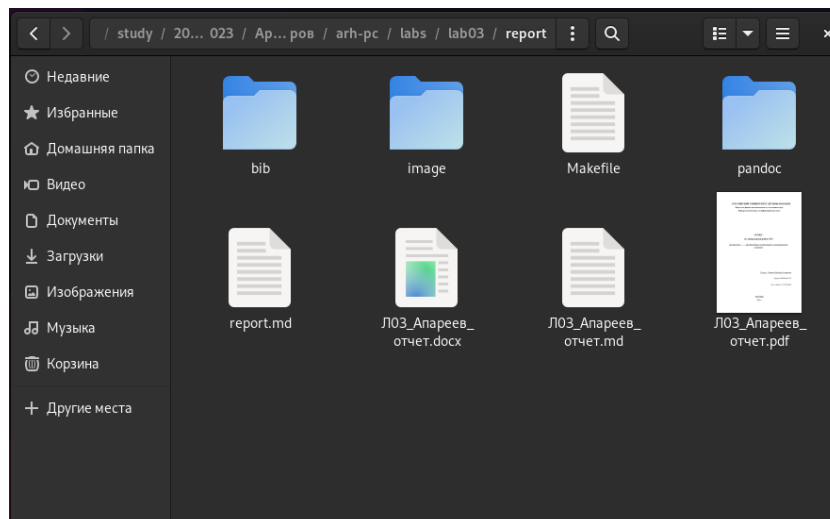 / study / 20... 023 / Ap... ров / arh-pc / labs / lab03 / report
Недавние
Избранные
Домашняя папка
Видео
Документы
Загрузки
Изображения
Музыка
Корзина
Другие места
bib
image
Makefile
pandoc
report.md
Л03_Апареев_
отчет.docx
Л03_Апареев_
отчет.md
Л03_Апареев_
отчет.pdf